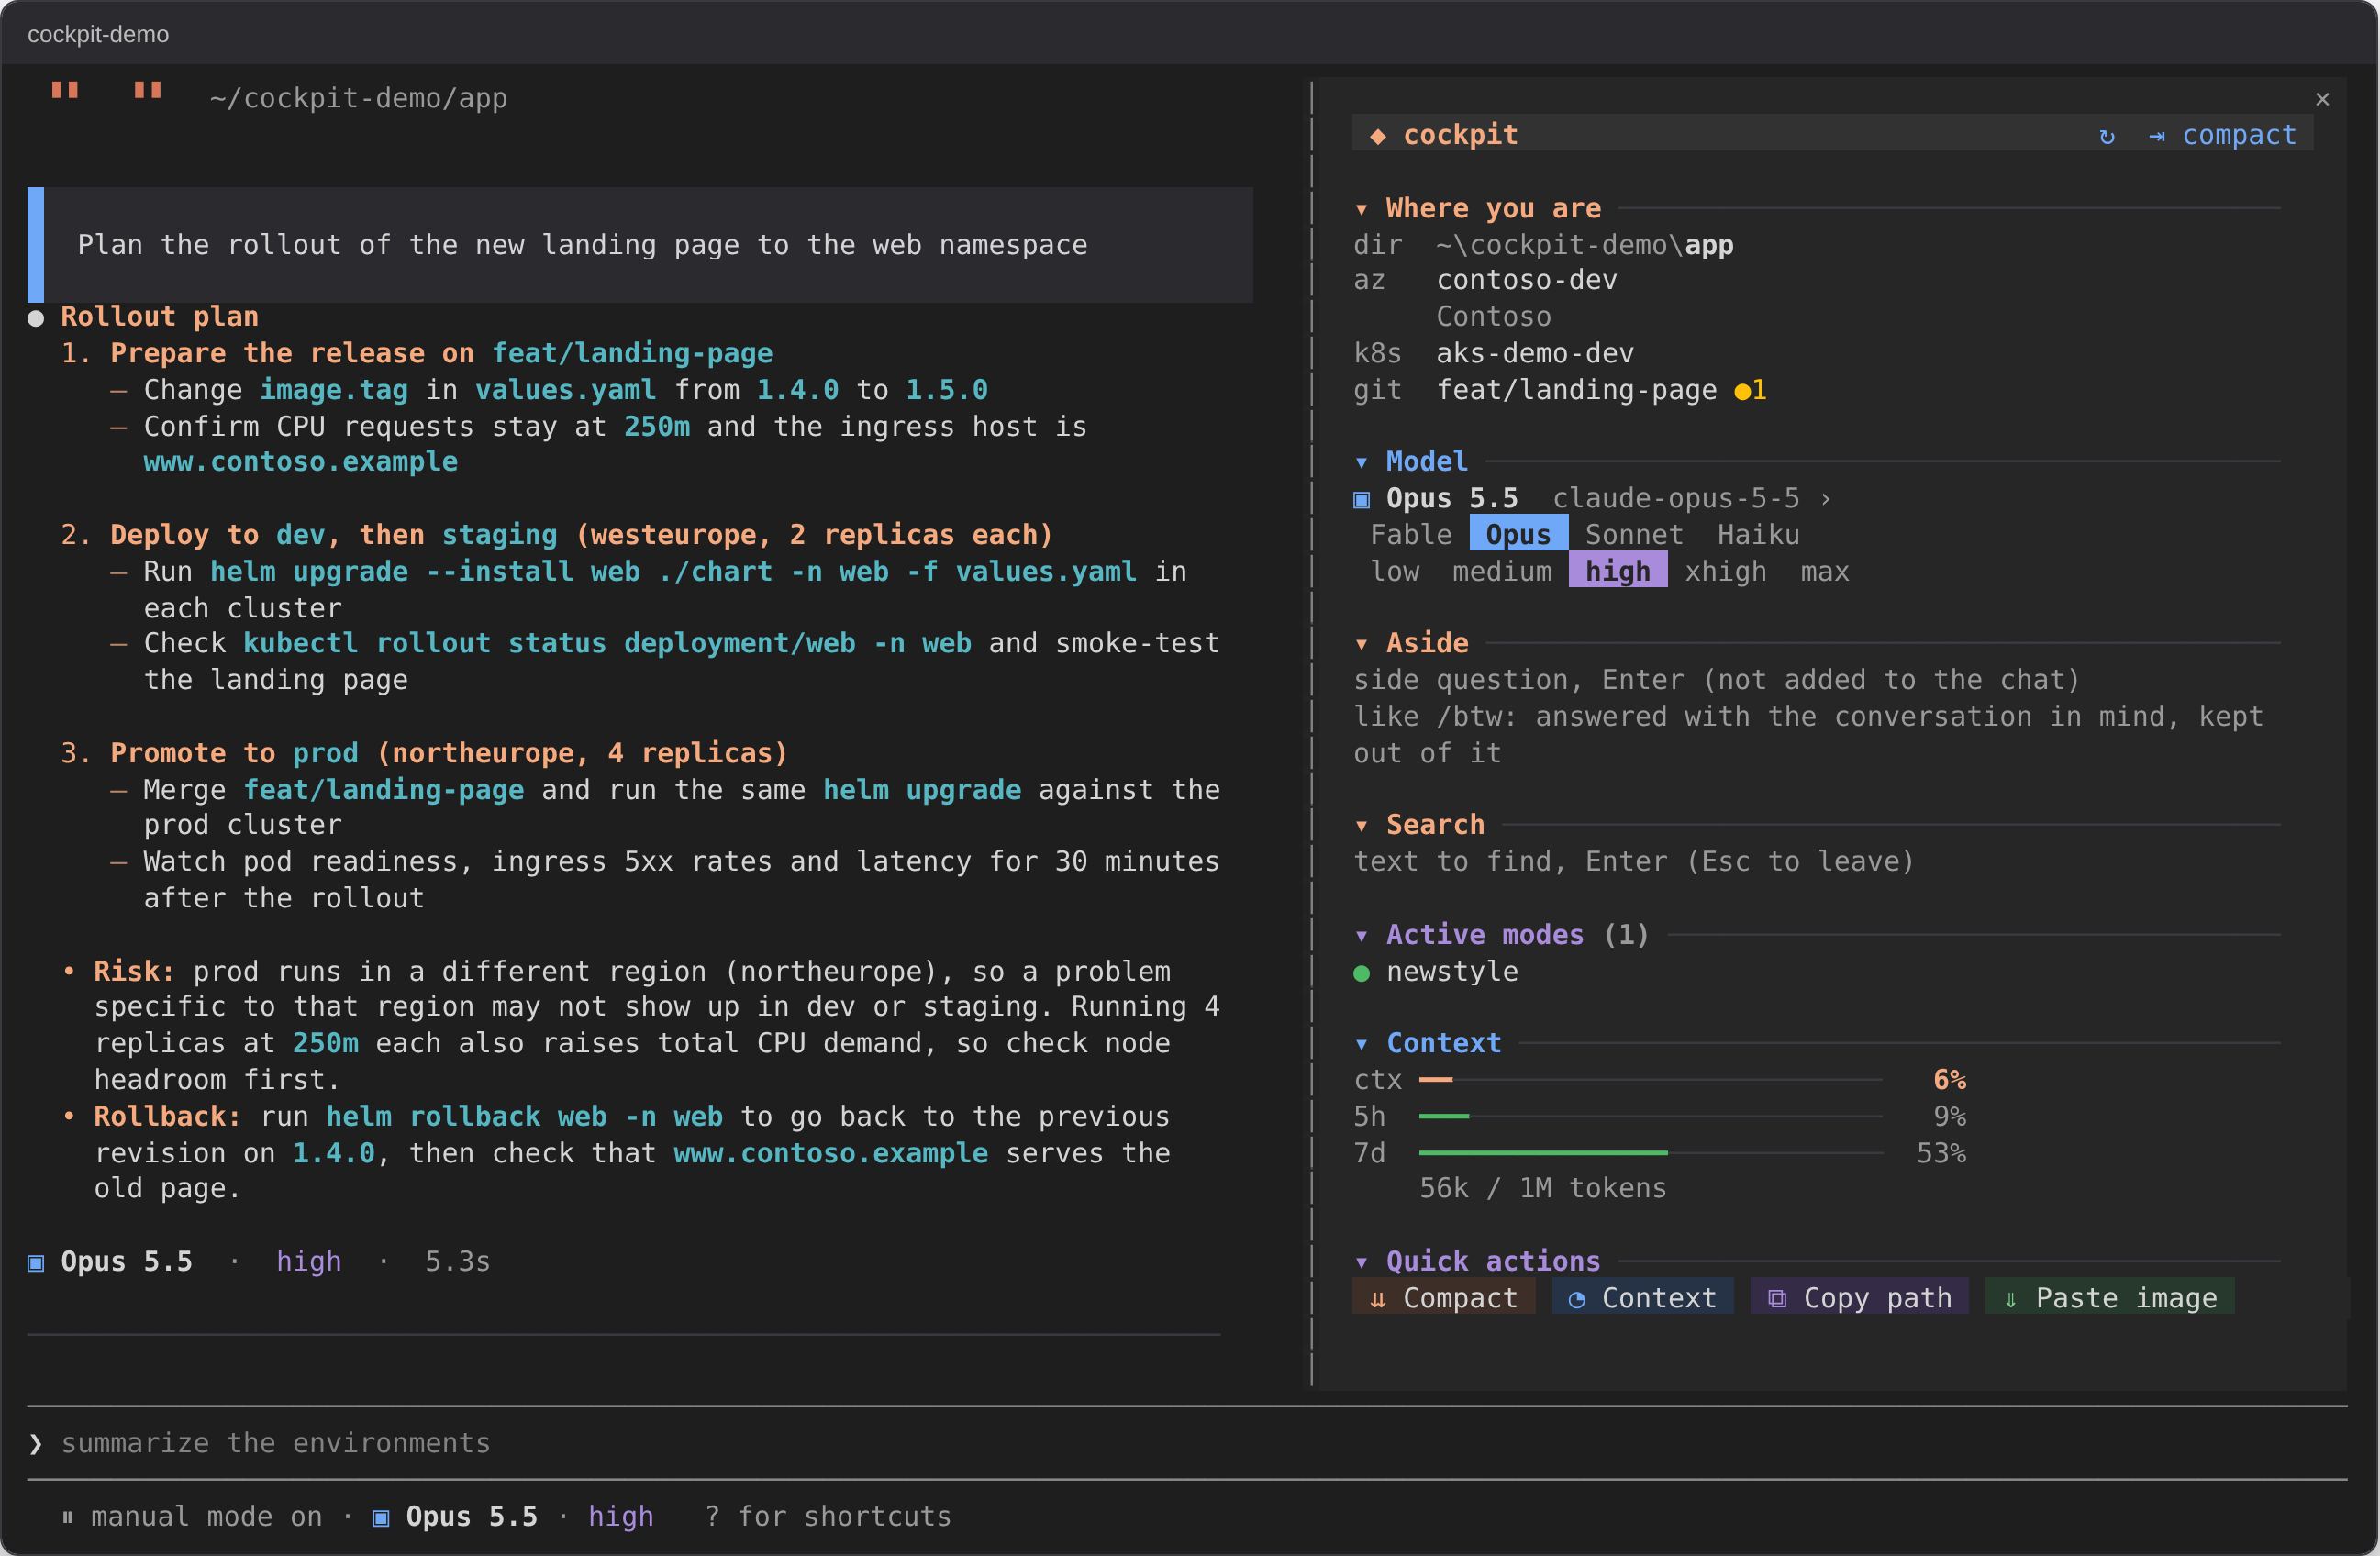 cockpit-demo
~/cockpit-demo/app
Plan the rollout of the new landing page to the web namespace
● Rollout plan
1. Prepare the release on feat/landing-page
– Change image.tag in values.yaml from 1.4.0 to 1.5.0
– Confirm CPU requests stay at 250m and the ingress host is
www.contoso.example
2. Deploy to dev, then staging (westeurope, 2 replicas each)
– Run helm upgrade --install web ./chart -n web -f values.yaml in
each cluster
– Check kubectl rollout status deployment/web -n web and smoke-test
the landing page
3. Promote to prod (northeurope, 4 replicas)
– Merge feat/landing-page and run the same helm upgrade against the
prod cluster
– Watch pod readiness, ingress 5xx rates and latency for 30 minutes
after the rollout
• Risk: prod runs in a different region (northeurope), so a problem
specific to that region may not show up in dev or staging. Running 4
replicas at 250m each also raises total CPU demand, so check node
headroom first.
• Rollback: run helm rollback web -n web to go back to the previous
revision on 1.4.0, then check that www.contoso.example serves the
old page.
▣ Opus 5.5 · high · 5.3s
×
◆ cockpit ↻ ⇥ compact
▾ Where you are
dir ~\cockpit-demo\app
az contoso-dev
Contoso
k8s aks-demo-dev
git feat/landing-page ●1
▾ Model
▣ Opus 5.5 claude-opus-5-5 ›
Fable Opus Sonnet Haiku
low medium high xhigh max
▾ Aside
side question, Enter (not added to the chat)
like /btw: answered with the conversation in mind, kept
out of it
▾ Search
text to find, Enter (Esc to leave)
▾ Active modes (1)
● newstyle
▾ Context
ctx 6%
5h 9%
7d 53%
56k / 1M tokens
▾ Quick actions
⇊ Compact ◔ Context ⧉ Copy path ⇓ Paste image
❯ summarize the environments
⏸ manual mode on · ▣ Opus 5.5 · high ? for shortcuts